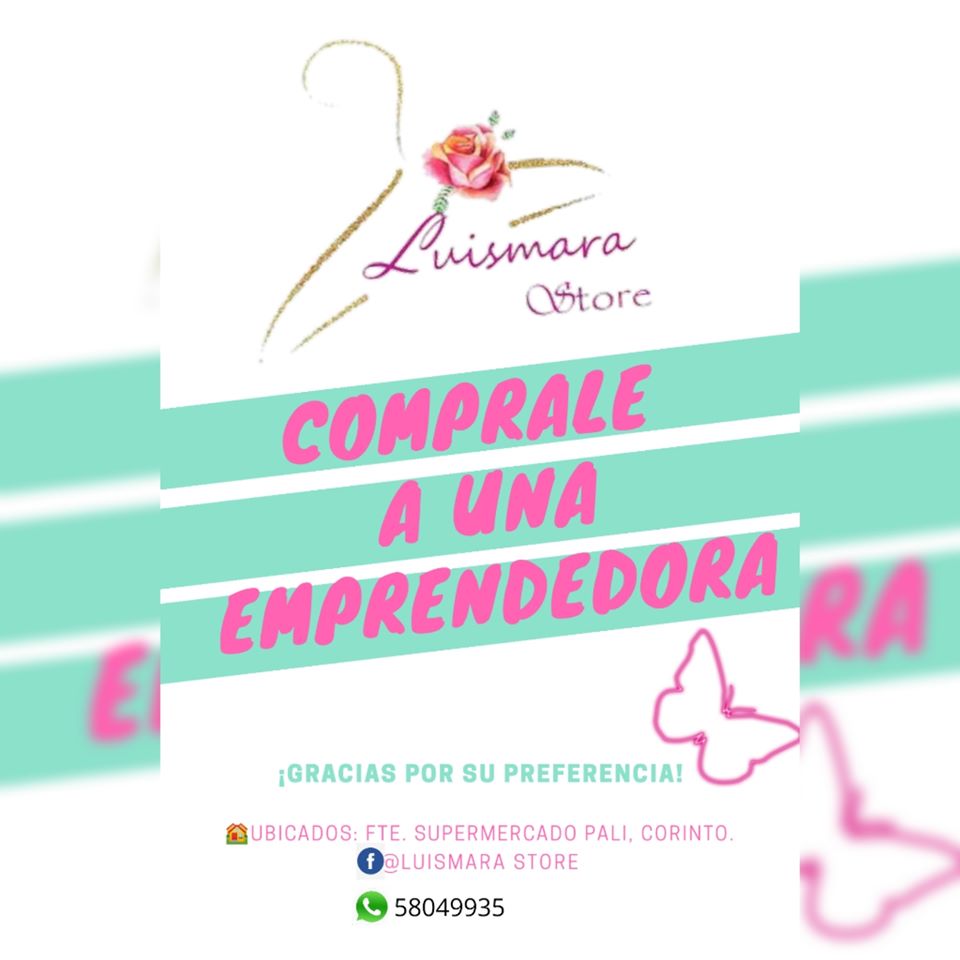 Luismara
Store
COMPRALE
A UNA
EMPRENDEDORA
¡GRACIAS POR SU PREFERENCIA!
UBICADOS: FTE. SUPERMERCADO PALI, CORINTO.
@LUISMARA STORE
58049935